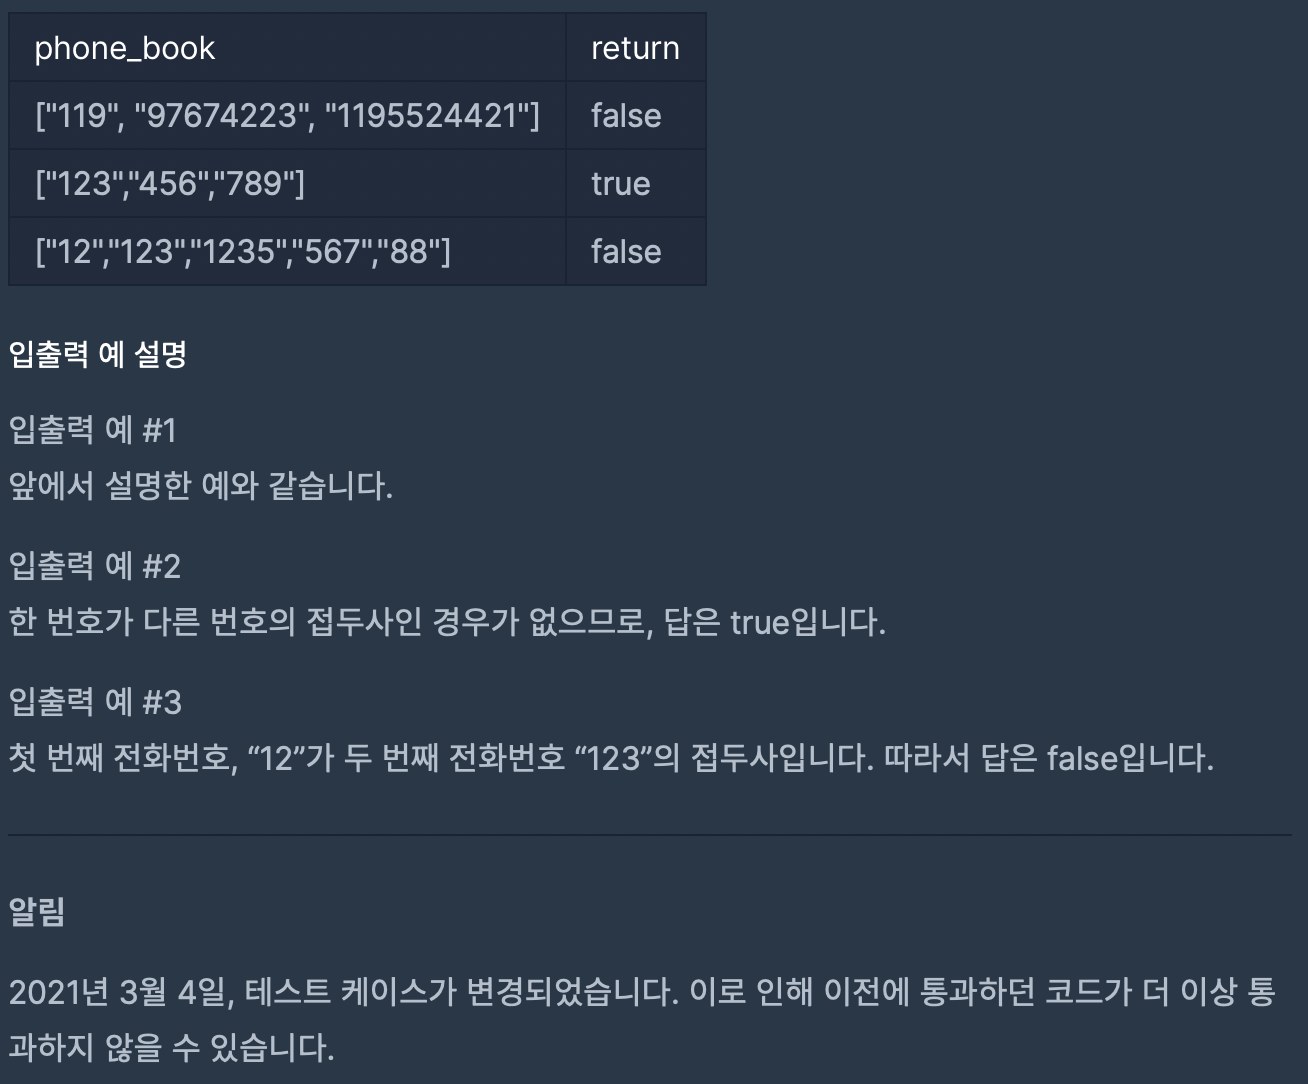 phone_book return
["119", "97674223", "1195524421"] false
["123","456","789"] true
["12","123","1235","567","88"] false
입출력 예 설명
입출력 예 #1
앞에서 설명한 예와 같습니다.
입출력 예 #2
한 번호가 다른 번호의 접두사인 경우가 없으므로, 답은 true입니다.
입출력 예 #3
첫 번째 전화번호, “12”가 두 번째 전화번호 “123”의 접두사입니다. 따라서 답은 false입니다.
알림
2021년 3월 4일, 테스트 케이스가 변경되었습니다. 이로 인해 이전에 통과하던 코드가 더 이상 통
과하지 않을 수 있습니다.